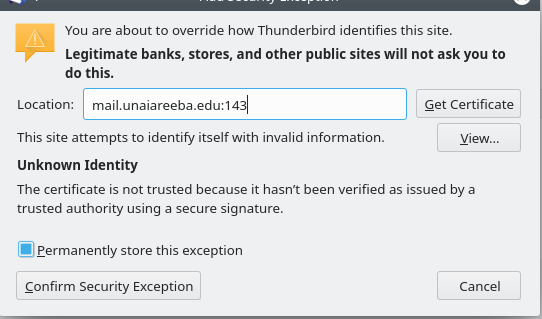 Add Security Exception
You are about to override how Thunderbird identifies this site.
Legitimate banks, stores, and other public sites will not ask you to
do this.
Location: mail.unaiareeba.edu:143 Get Certificate
This site attempts to identify itself with invalid information. View...
Unknown Identity
The certificate is not trusted because it hasn't been verified as issued by a
trusted authority using a secure signature.
Permanently store this exception
Confirm Security Exception Cancel